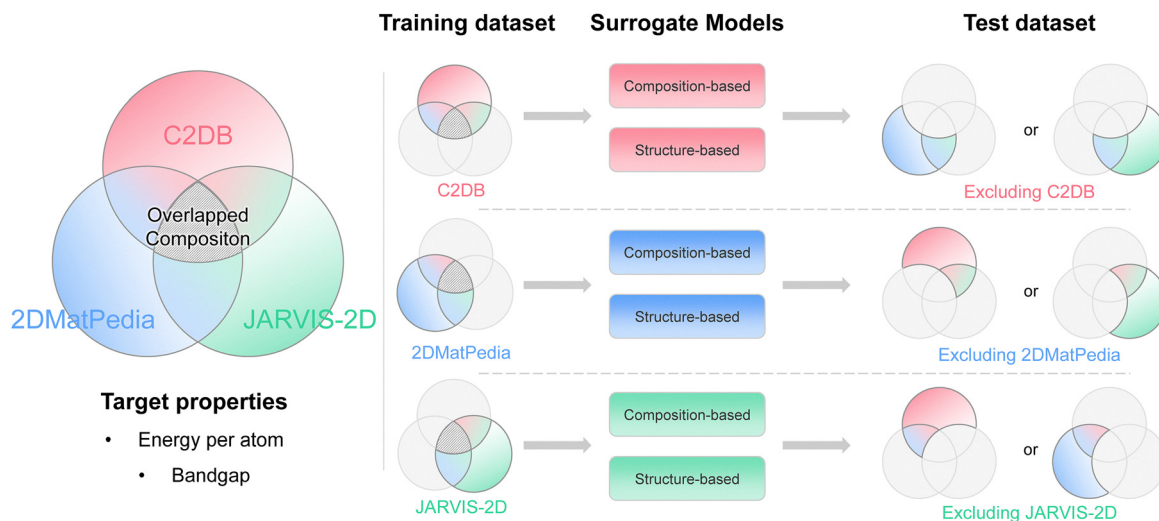 Training dataset
Surrogate Models
Test dataset
C2DB
Overlapped
Compositon
2DMatPedia
JARVIS-2D
Target properties
• Energy per atom
• Bandgap
C2DB
Composition-based
Structure-based
or
Excluding C2DB
2DMatPedia
Composition-based
Structure-based
or
Excluding 2DMatPedia
JARVIS-2D
Composition-based
Structure-based
or
Excluding JARVIS-2D